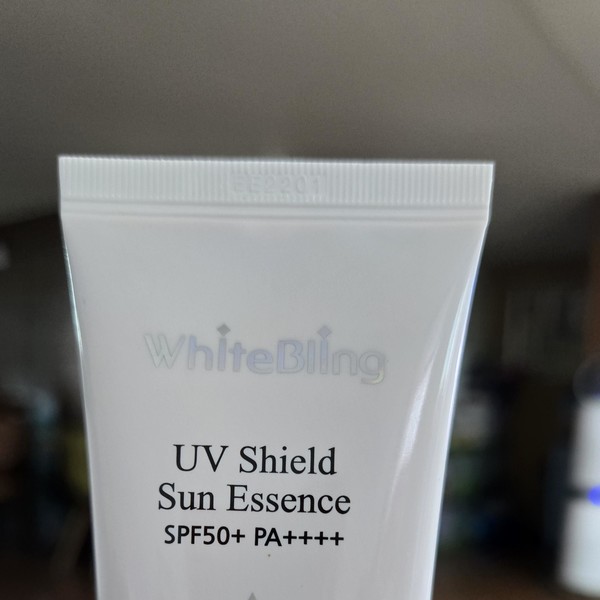 WhiteBling
UV Shield
Sun Essence
SPF50+ PA++++